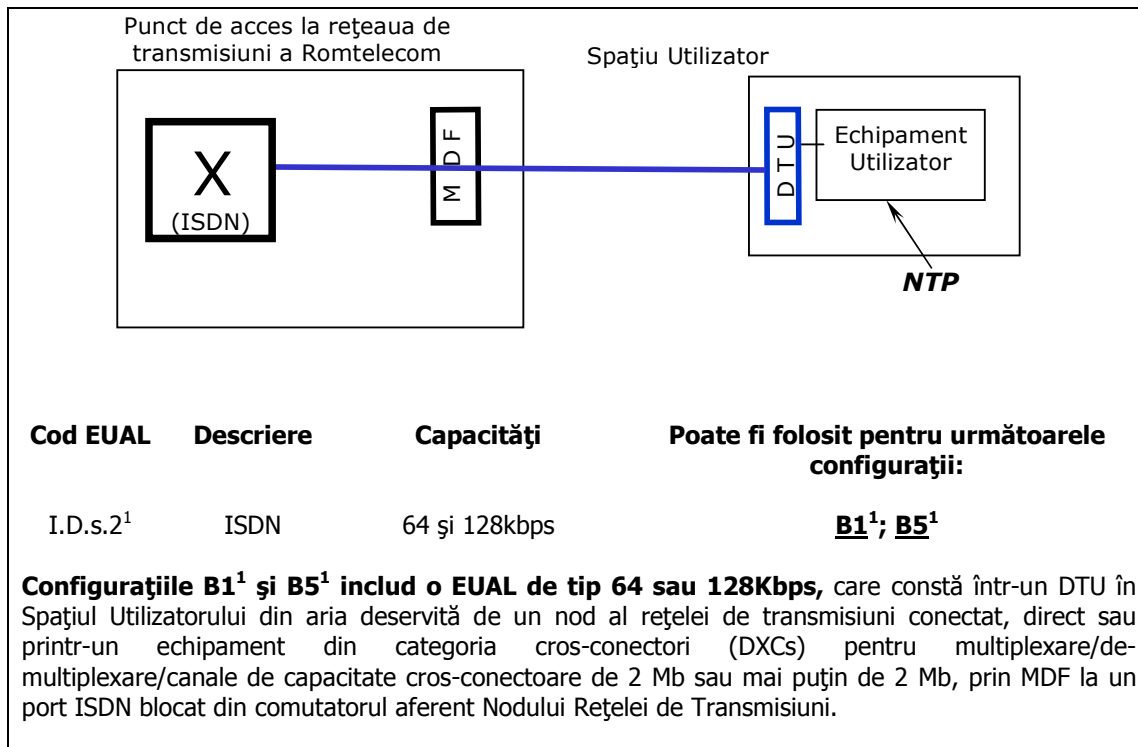 Punct de acces la reţeaua de
transmisiuni a Romtelecom
Spaţiu Utilizator
X
(ISDN)
M D F
D T U
Echipament
Utilizator
NTP
Cod EUAL Descriere Capacităţi Poate fi folosit pentru următoarele
configuraţii:
I.D.s.2¹ ISDN 64 şi 128kbps B1¹; B5¹
Configuraţiile B1¹ şi B5¹ includ o EUAL de tip 64 sau 128Kbps, care constă într-un DTU în
Spaţiul Utilizatorului din aria deservită de un nod al reţelei de transmisiuni conectat, direct sau
printr-un echipament din categoria cros-conectori (DXCs) pentru multiplexare/de-
multiplexare/canale de capacitate cros-conectoare de 2 Mb sau mai puţin de 2 Mb, prin MDF la un
port ISDN blocat din comutatorul aferent Nodului Reţelei de Transmisiuni.